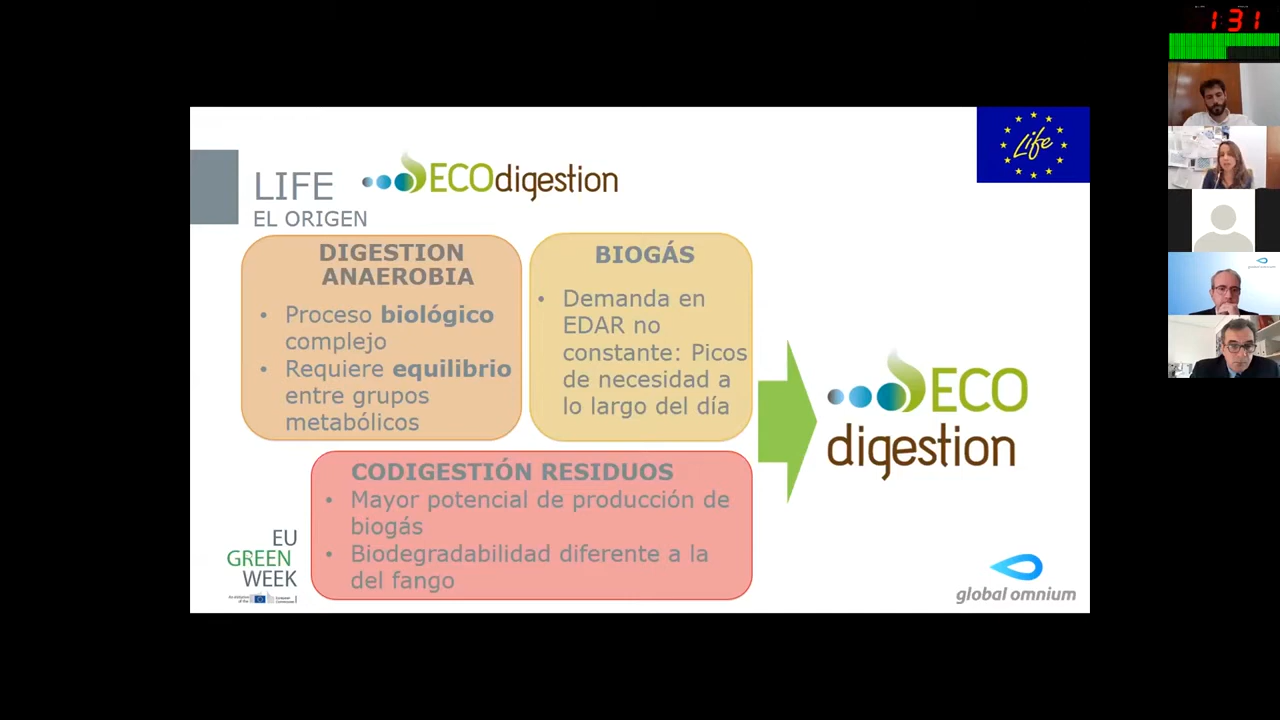 1:31
LIFE
ECOdigestion
EL ORIGEN
Life
DIGESTION
ANAEROBIA
• Proceso biológico
complejo
• Requiere equilibrio
entre grupos
metabólicos
BIOGÁS
• Demanda en
EDAR no
constante: Picos
de necesidad a
lo largo del día
CODIGESTIÓN RESIDUOS
• Mayor potencial de producción de
biogás
• Biodegradabilidad diferente a la
del fango
ECO
digestion
EU
GREEN
WEEK
global omnium
global omnium